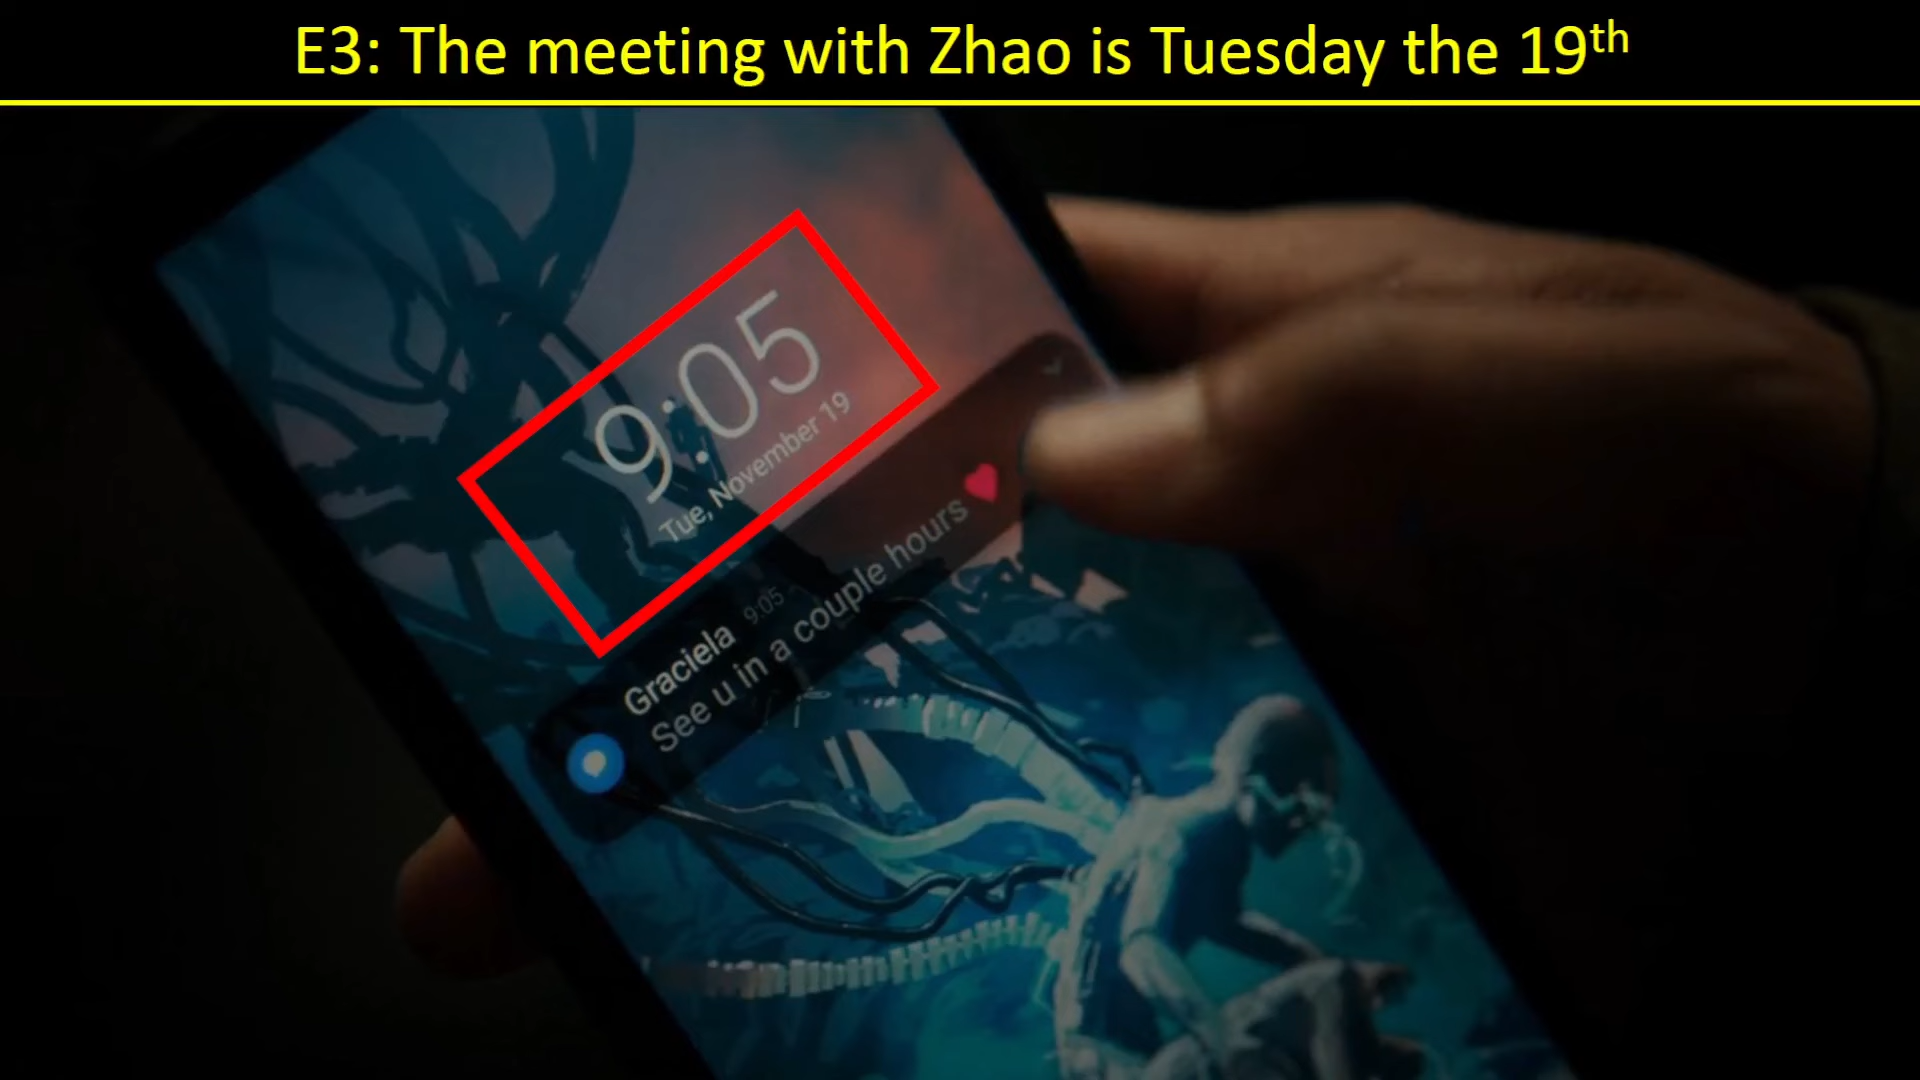 E3: The meeting with Zhao is Tuesday the 19th
9:05
Tue, November 19
Graciela 9:05
See u in a couple hours